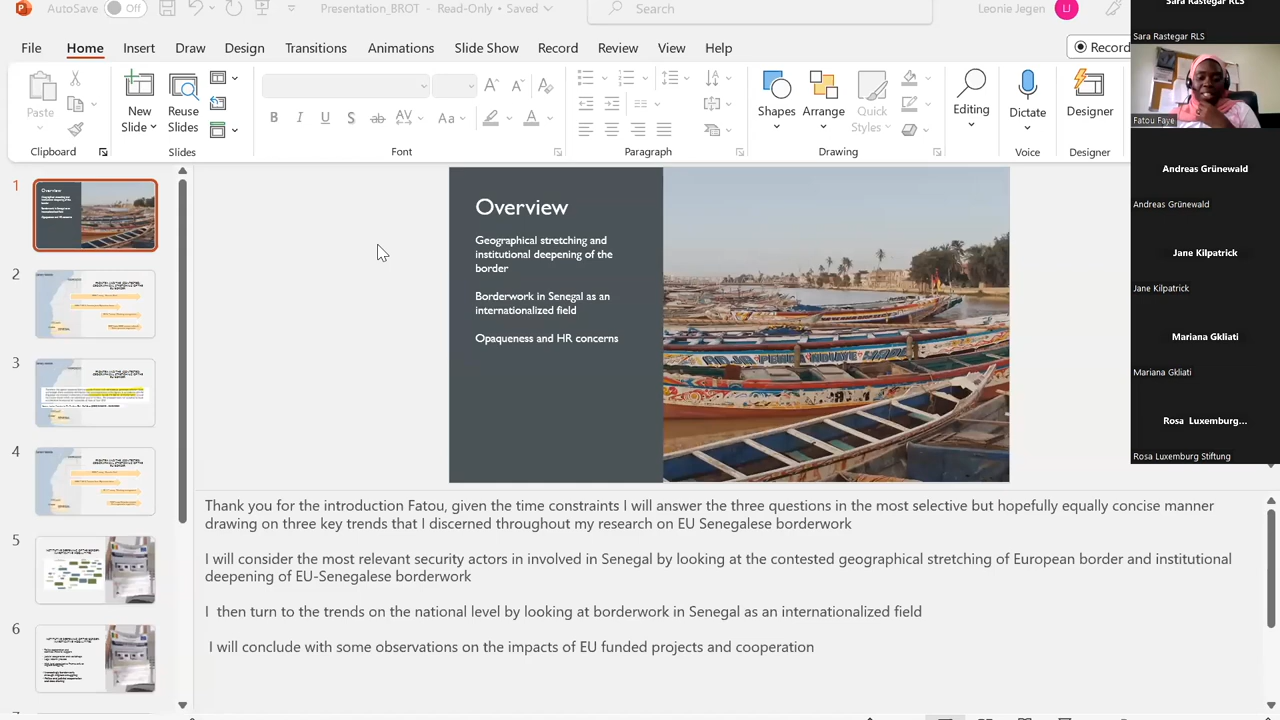 AutoSave
Off
Presentation_BROT - Read-Only • Saved
Search
Leonie Jegen
LJ
Sara Rastegar RLS
Sara Rastegar RLS
File
Home
Insert
Draw
Design
Transitions
Animations
Slide Show
Record
Review
View
Help
Record
Paste
New
Slide
Reuse
Slides
Shapes
Arrange
Quick
Styles
Editing
Dictate
Designer
Clipboard
Slides
Font
Paragraph
Drawing
Voice
Designer
Fatou Faye
Andreas Grünewald
Andreas Grünewald
Jane Kilpatrick
Jane Kilpatrick
Mariana Gkliati
Mariana Gkliati
Rosa Luxemburg...
Rosa Luxemburg Stiftung
1
2
3
4
5
6
Overview
Geographical stretching and
institutional deepening of the
border
Borderwork in Senegal as an
internationalized field
Opaqueness and HR concerns
Thank you for the introduction Fatou, given the time constraints I will answer the three questions in the most selective but hopefully equally concise manner
drawing on three key trends that I discerned throughout my research on EU Senegalese borderwork
I will consider the most relevant security actors in involved in Senegal by looking at the contested geographical stretching of European border and institutional
deepening of EU-Senegalese borderwork
I then turn to the trends on the national level by looking at borderwork in Senegal as an internationalized field
I will conclude with some observations on the impacts of EU funded projects and cooperation